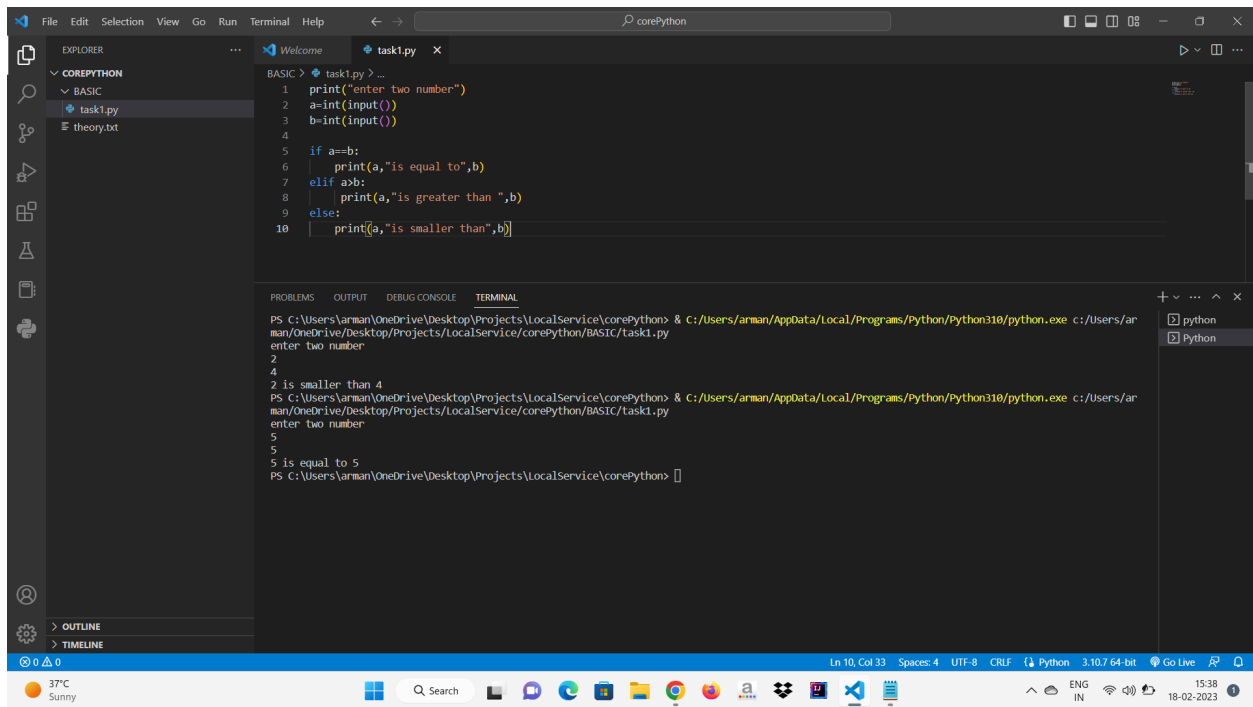 File Edit Selection View Go Run Terminal Help corePython
EXPLORER
COREPYTHON
BASIC
task1.py
theory.txt
OUTLINE
TIMELINE
Welcome task1.py
BASIC > task1.py > ...
1 print("enter two number")
2 a=int(input())
3 b=int(input())
4
5 if a==b:
6     print(a,"is equal to",b)
7 elif a>b:
8      print(a,"is greater than ",b)
9 else:
10     print(a,"is smaller than",b)
PROBLEMS OUTPUT DEBUG CONSOLE TERMINAL
PS C:\Users\arman\OneDrive\Desktop\Projects\LocalService\corePython> & C:/Users/arman/AppData/Local/Programs/Python/Python310/python.exe c:/Users/ar
man/OneDrive/Desktop/Projects/LocalService/corePython/BASIC/task1.py
enter two number
2
4
2 is smaller than 4
PS C:\Users\arman\OneDrive\Desktop\Projects\LocalService\corePython> & C:/Users/arman/AppData/Local/Programs/Python/Python310/python.exe c:/Users/ar
man/OneDrive/Desktop/Projects/LocalService/corePython/BASIC/task1.py
enter two number
5
5
5 is equal to 5
PS C:\Users\arman\OneDrive\Desktop\Projects\LocalService\corePython>
python
Python
0 0 Ln 10, Col 33 Spaces: 4 UTF-8 CRLF Python 3.10.7 64-bit Go Live
37°C
Sunny
Search
ENG
IN
15:38
18-02-2023
1